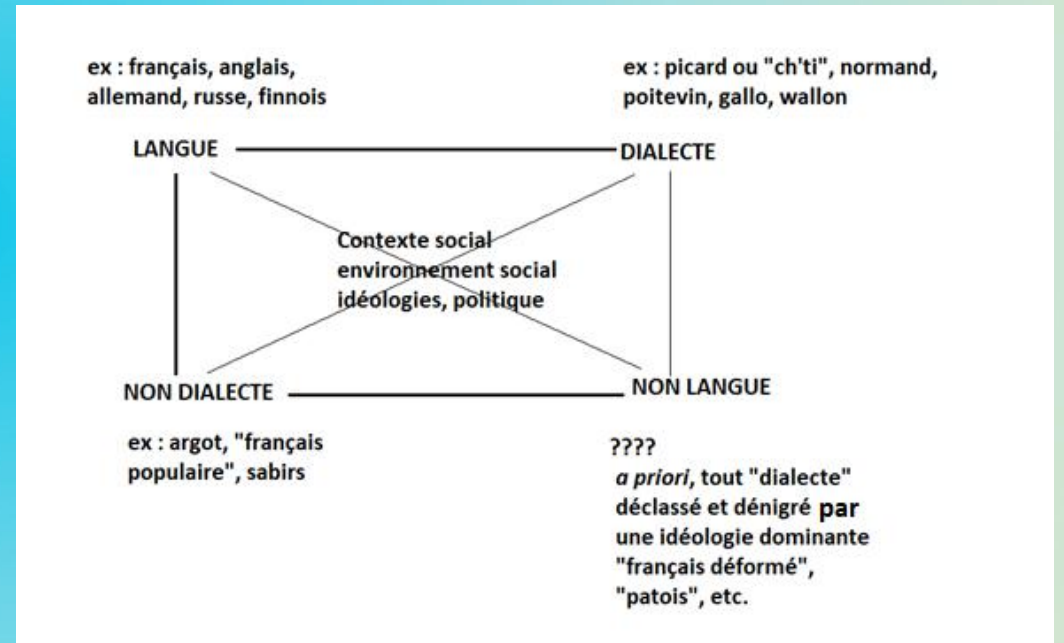 ex : français, anglais,
allemand, russe, finnois
ex : picard ou "ch'ti", normand,
poitevin, gallo, wallon
LANGUE
DIALECTE
Contexte social
environnement social
idéologies, politique
NON DIALECTE
NON LANGUE
ex : argot, "français
populaire", sabirs
????
a priori, tout "dialecte"
déclassé et dénigré par
une idéologie dominante
"français déformé",
"patois", etc.